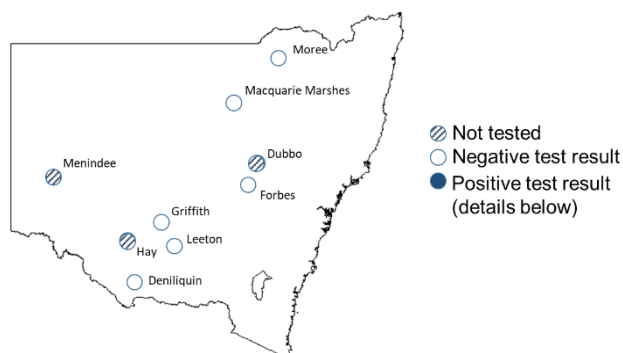 Moree
Macquarie Marshes
Dubbo
Menindee
Forbes
Griffith
Leeton
Hay
Deniliquin
Not tested
Negative test result
Positive test result
(details below)